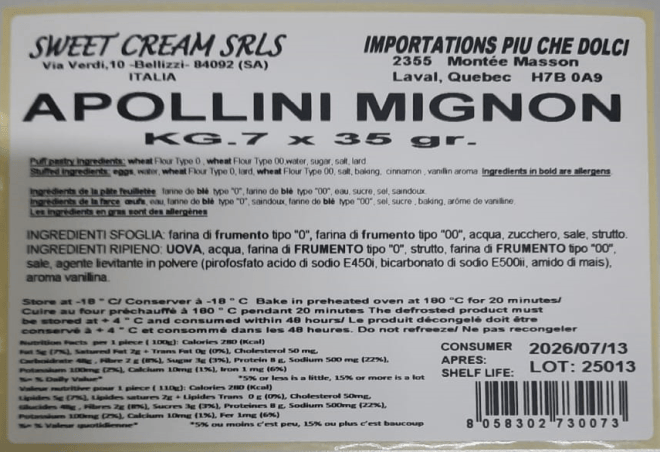 SWEET CREAM SRLS
Via Verdi,10 -Bellizzi- 84092 (SA)
ITALIA
IMPORTATIONS PIU CHE DOLCI
2355 Montée Masson
Laval, Quebec H7B 0A9
APOLLINI MIGNON
KG.7 x 35 gr.
Puff pastry ingredients: wheat Flour Type 0 , wheat Flour Type 00,water, sugar, salt, lard
Stuffed ingredients: eggs, water, wheat Flour Type 0, lard, wheat Flour Type 00, salt, baking, cinnamon , vanillin aroma Ingredients in bold are allergens
Ingrédients de la pâte feuilletée farine de blé type "0", farine de blé type "00", eau, sucre, sel, saindoux.
Ingrédients de la farce œufs, eau, farine de blé type "0", saindoux, farine de blé type "00", sel, sucre , baking, arôme de vanilline
Les ingrédients en gras sont des allergènes
INGREDIENTI SFOGLIA: farina di frumento tipo "0", farina di frumento tipo "00", acqua, zucchero, sale, strutto.
INGREDIENTI RIPIENO: UOVA, acqua, farina di FRUMENTO tipo "0", strutto, farina di FRUMENTO tipo "00",
sale, agente lievitante in polvere (pirofosfato acido di sodio E450i, bicarbonato di sodio E500ii, amido di mais),
aroma vanillina.
Store at -18 ° C/ Conserver à -18 ° C Bake in preheated oven at 180 °C for 20 minutes/
Cuire au four préchauffé à 180 ° C pendant 20 minutes The defrosted product must
be stored at + 4 ° C and consumed within 48 hours/ Le produit décongelé doit être
conservé à + 4 ° C et consommé dans les 48 heures. Do not refreeze/ Ne pas recongeler
Nutrition Facts per 1 piece ( 100g): Calories 280 (Kcal)
Fat 5g (7%), Satured Fat 2g + Trans Fat 0g (0%), Cholesterol 50 mg,
Carboidrate 48g , Fibre 2 g (8%), Sugar 3g (3%), Protein 8 g, Sodium 500 mg (22%),
Potassium 100mg (2%), Calcium 10mg (1%), Iron 1 mg (6%)
%= % Daily Value* *5% or less is a little, 15% or more is a lot
Valeur nutritive pour 1 piece ( 110g): Calories 280 (Kcal)
Lipides 5g (7%), Lipides satures 2g + Lipides Trans 0 g (0%), Cholesterol 50mg,
Glucides 48g , Fibres 2g (8%), Sucres 3g (3%), Proteines 8 g, Sodium 500mg (22%),
Potassium 100mg (2%), Calcium 10mg (1%), Fer 1mg (6%)
%= % Valeur quotidienne* *5% ou moins c'est peu, 15% ou plus c'est beaucoup
CONSUMER
APRES:
SHELF LIFE:
2026/07/13
LOT: 25013
8 058302 730073